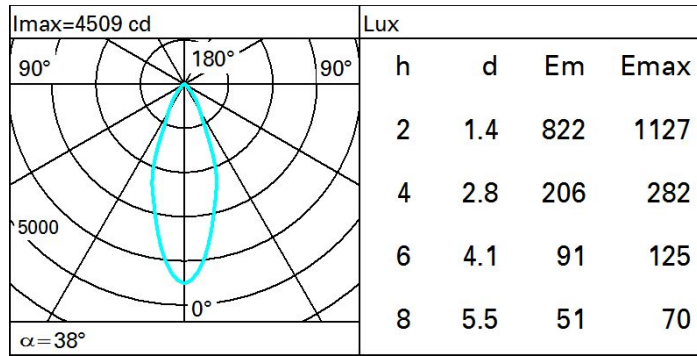 Imax=4509 cd
Lux
90° 180° 90°
5000
0°
α=38°
h d Em Emax
2 1.4 822 1127
4 2.8 206 282
6 4.1 91 125
8 5.5 51 70